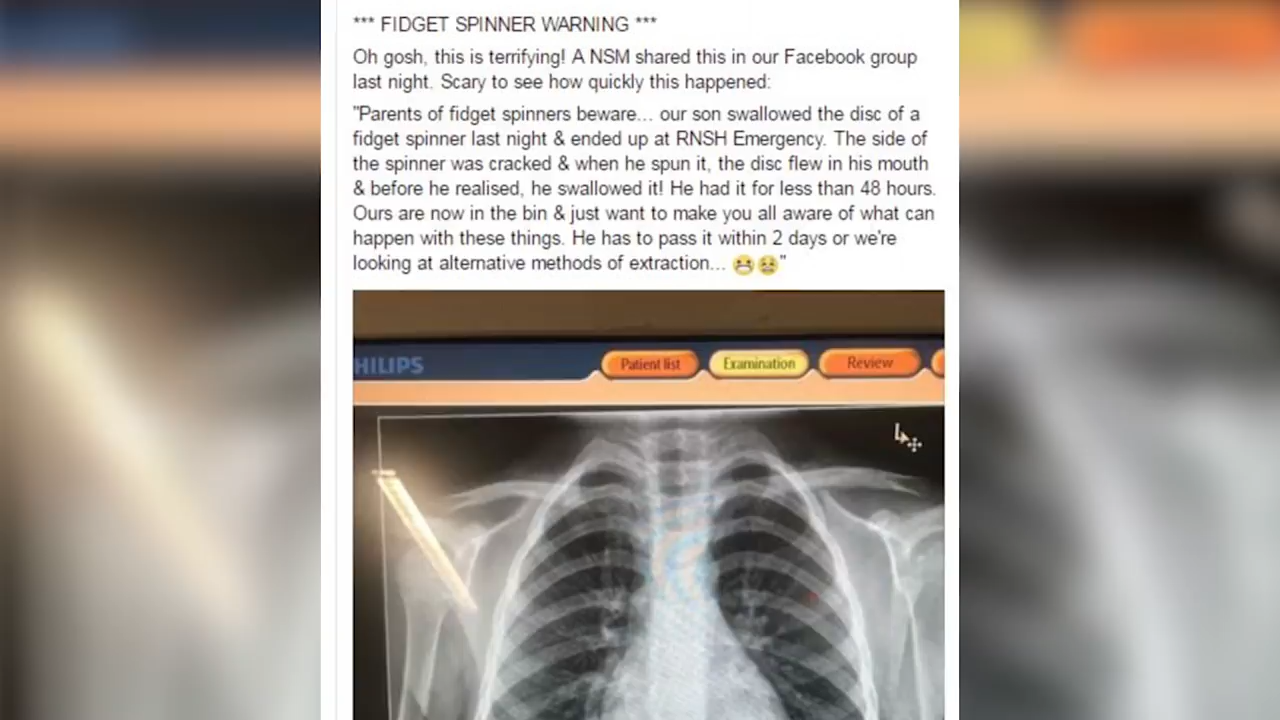 *** FIDGET SPINNER WARNING ***
Oh gosh, this is terrifying! A NSM shared this in our Facebook group
last night. Scary to see how quickly this happened:
"Parents of fidget spinners beware... our son swallowed the disc of a
fidget spinner last night & ended up at RNSH Emergency. The side of
the spinner was cracked & when he spun it, the disc flew in his mouth
& before he realised, he swallowed it! He had it for less than 48 hours.
Ours are now in the bin & just want to make you all aware of what can
happen with these things. He has to pass it within 2 days or we're
looking at alternative methods of extraction... 😬😫"
HILIPS
Patient list
Examination
Review
L